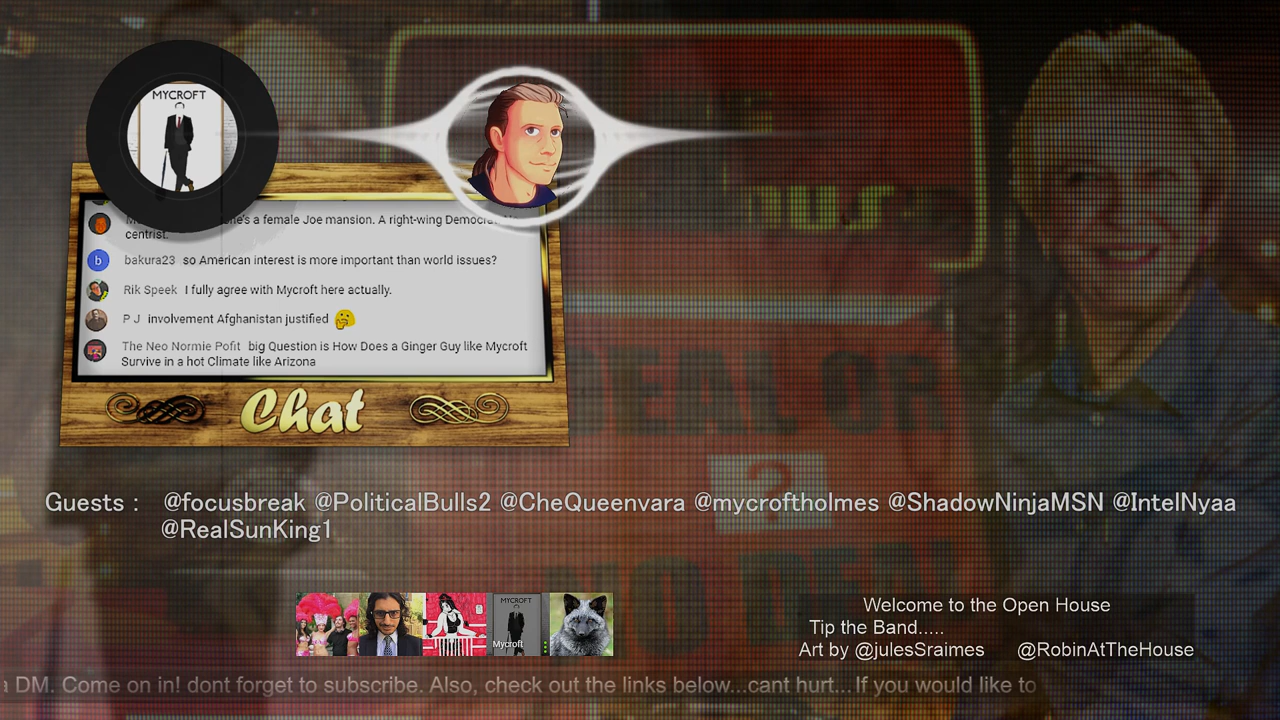 MYCROFT
's a female Joe mansion. A right-wing
centrist.
b
bakura23 so American interest is more important than world issues?
Rik Speek I fully agree with Mycroft here actually.
P J involvement Afghanistan justified
The Neo Normie Pofit big Question is How Does a Ginger Guy like Mycroft
Survive in a hot Climate like Arizona
Chat
DEAL OR
?
NO DEAL
Guests : @focusbreak @PoliticalBulls2 @CheQueenvara @mycroftholmes @ShadowNinjaMSN @IntelNyaa
@RealSunKing1
MYCROFT
Mycroft
Welcome to the Open House
Tip the Band.....
Art by @julesSraimes @RobinAtTheHouse
DM. Come on in! dont forget to subscribe. Also, check out the links below...cant hurt... If you would like to